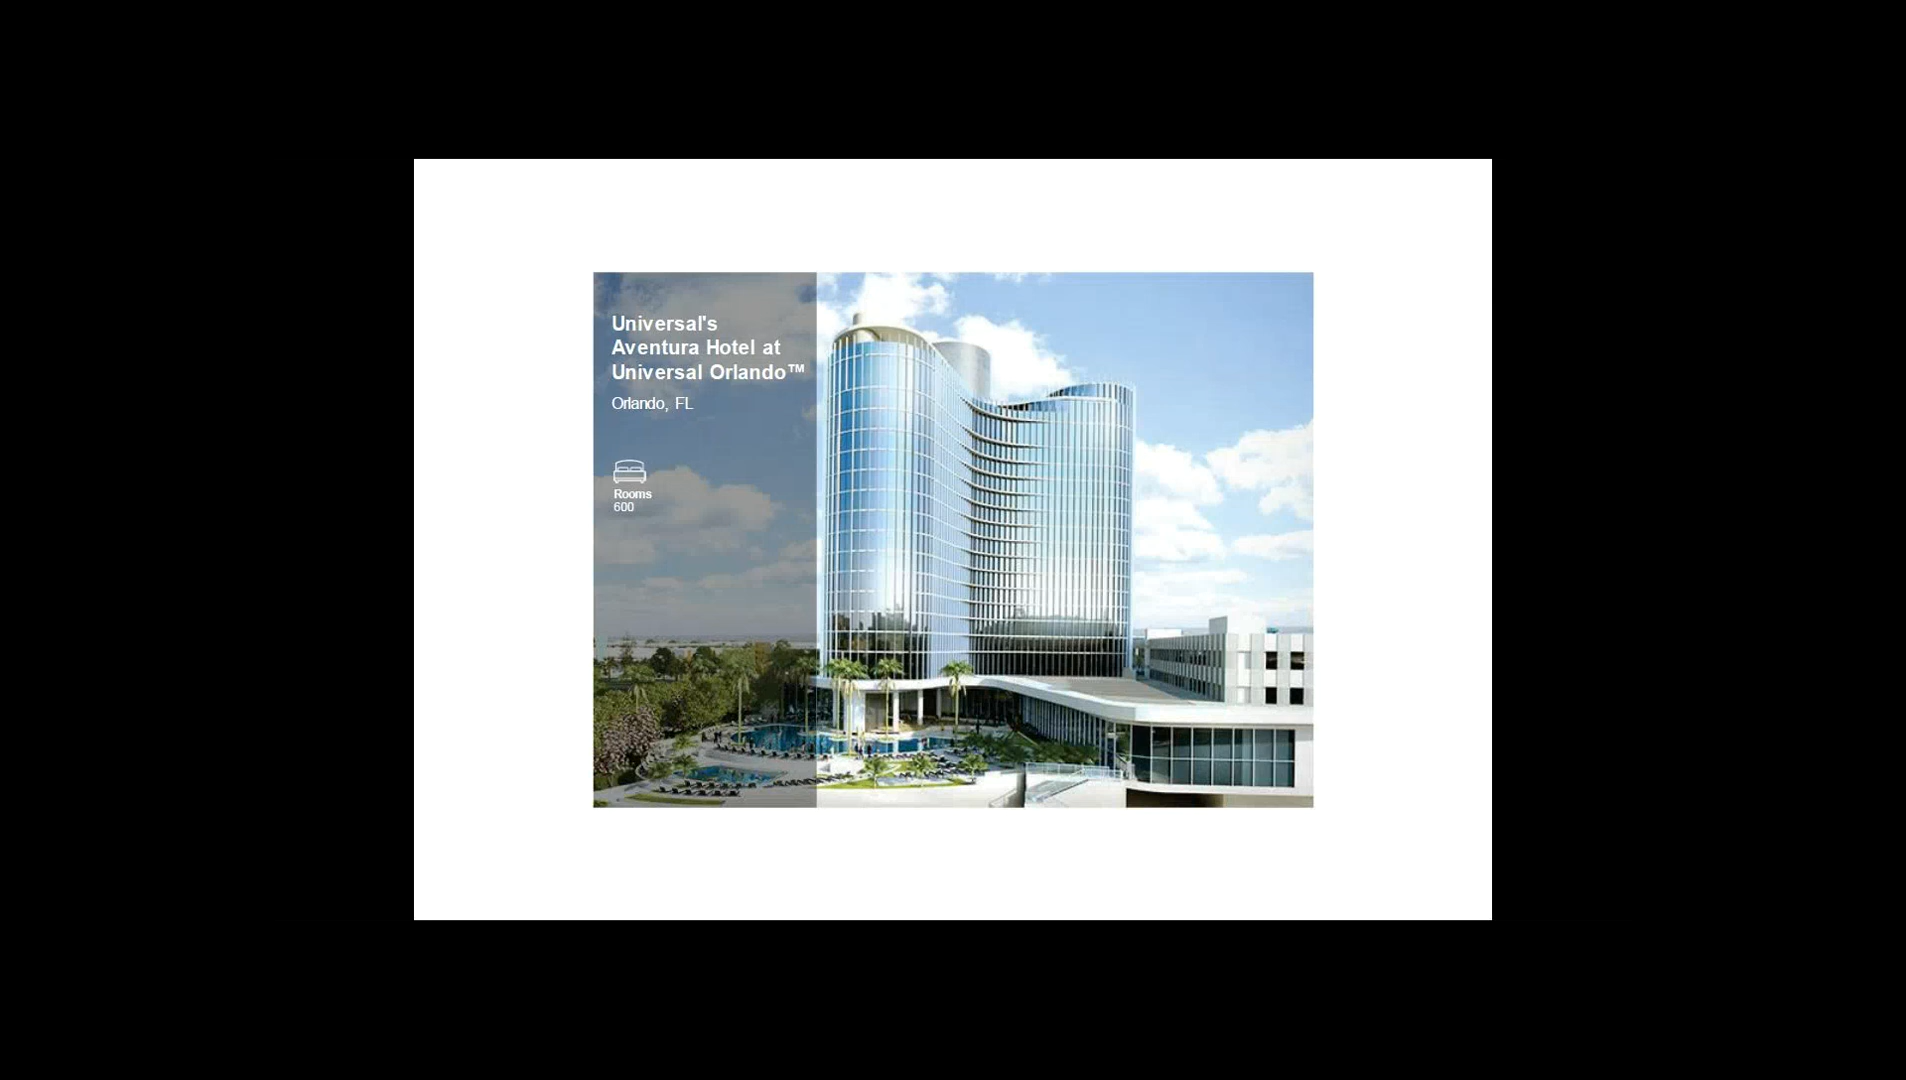 Universal's
Aventura Hotel at
Universal Orlando™
Orlando, FL
Rooms
600